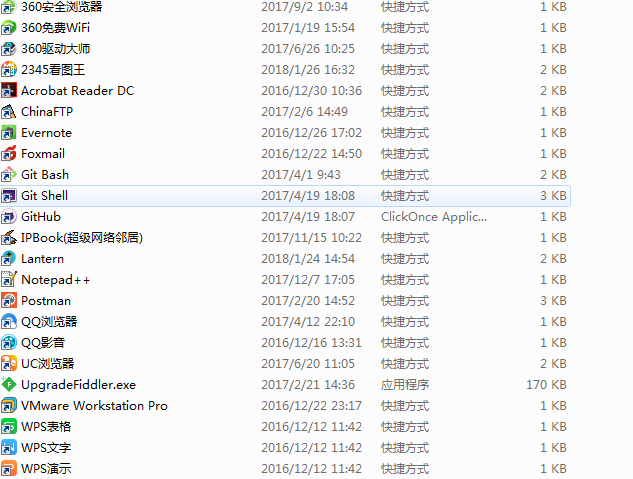 360安全浏览器 2017/9/2 10:34 快捷方式 1 KB
360免费WiFi 2017/1/19 15:54 快捷方式 1 KB
360驱动大师 2017/6/26 10:25 快捷方式 1 KB
2345看图王 2018/1/26 16:32 快捷方式 2 KB
Acrobat Reader DC 2016/12/30 10:36 快捷方式 2 KB
ChinaFTP 2017/2/6 14:49 快捷方式 1 KB
Evernote 2016/12/26 17:02 快捷方式 1 KB
Foxmail 2016/12/22 14:50 快捷方式 1 KB
Git Bash 2017/4/1 9:43 快捷方式 2 KB
Git Shell 2017/4/19 18:08 快捷方式 3 KB
GitHub 2017/4/19 18:07 ClickOnce Applic... 1 KB
IPBook(超级网络邻居) 2017/11/15 10:22 快捷方式 1 KB
Lantern 2018/1/24 14:54 快捷方式 2 KB
Notepad++ 2017/12/7 17:05 快捷方式 1 KB
Postman 2017/2/20 14:52 快捷方式 3 KB
QQ浏览器 2017/4/12 22:10 快捷方式 1 KB
QQ影音 2016/12/16 13:31 快捷方式 1 KB
UC浏览器 2017/6/20 11:05 快捷方式 2 KB
UpgradeFiddler.exe 2017/2/21 14:36 应用程序 170 KB
VMware Workstation Pro 2016/12/22 23:17 快捷方式 1 KB
WPS表格 2016/12/12 11:42 快捷方式 1 KB
WPS文字 2016/12/12 11:42 快捷方式 1 KB
WPS演示 2016/12/12 11:42 快捷方式 1 KB